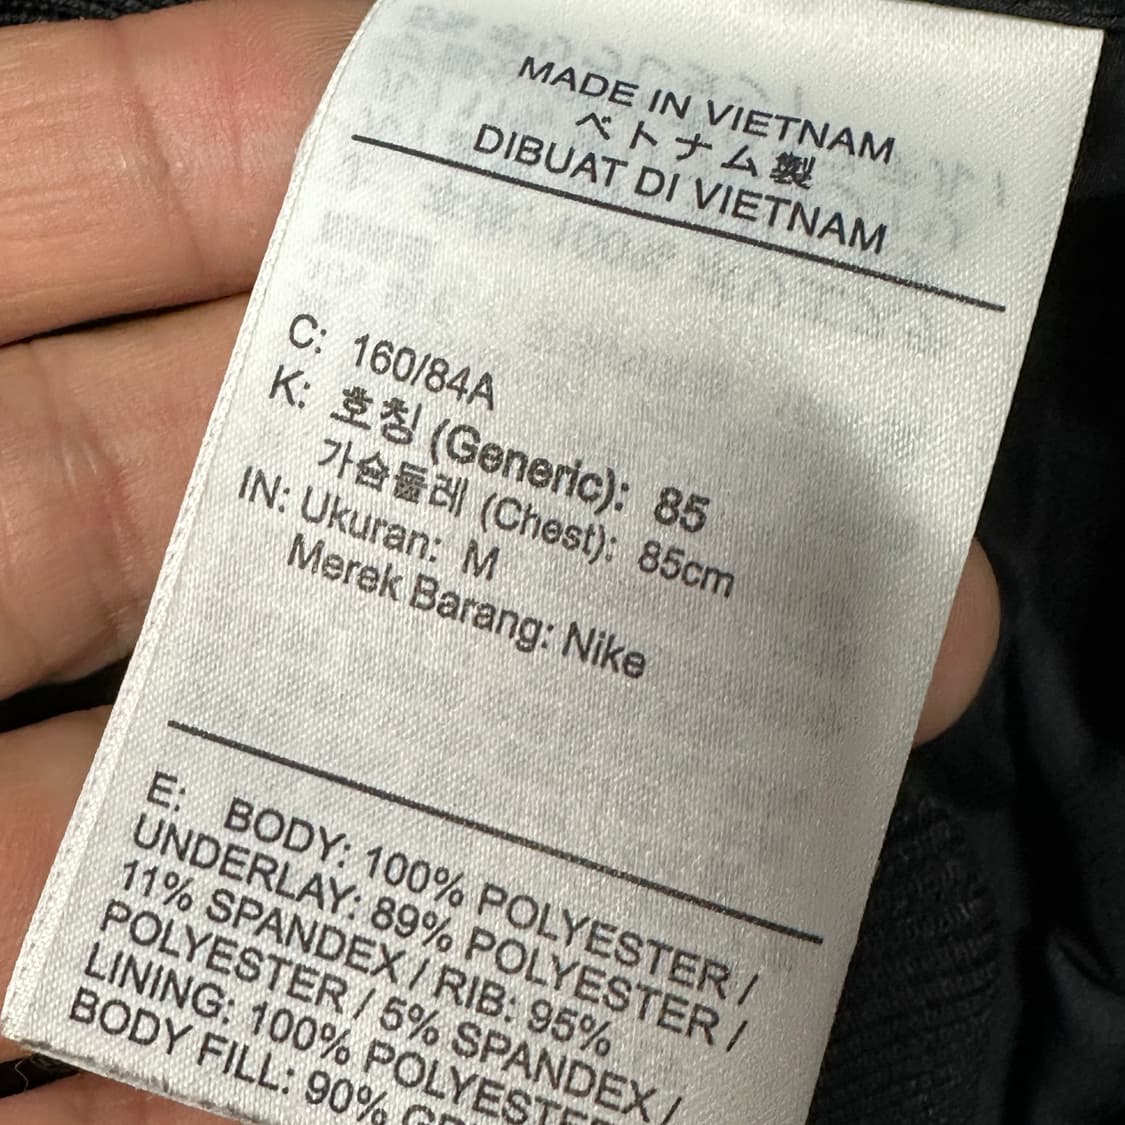 MADE IN VIETNAM
ベトナム製
DIBUAT DI VIETNAM
C: 160/84A
K: 호칭 (Generic): 85
가슴둘레 (Chest): 85cm
IN: Ukuran: M
Merek Barang: Nike
E: BODY: 100% POLYESTER /
UNDERLAY: 89% POLYESTER /
11% SPANDEX / RIB: 95%
POLYESTER / 5% SPANDEX /
LINING: 100% POLYESTER
BODY FILL: 90%